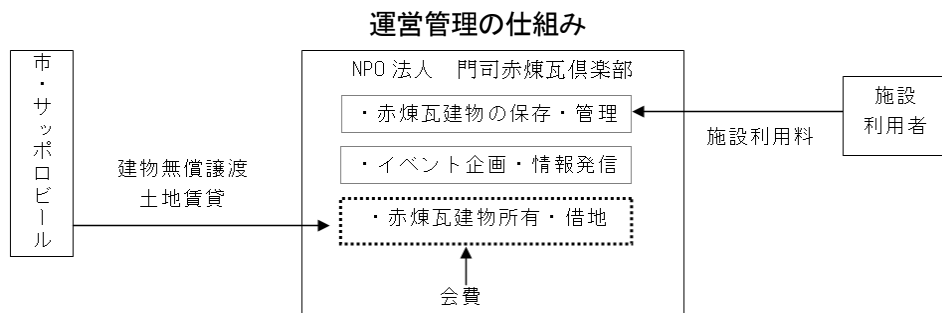 運営管理の仕組み
市・サッポロビール
建物無償譲渡
土地賃貸
NPO法人 門司赤煉瓦倶楽部
・赤煉瓦建物の保存・管理
・イベント企画・情報発信
・赤煉瓦建物所有・借地
会費
施設利用料
施設
利用者